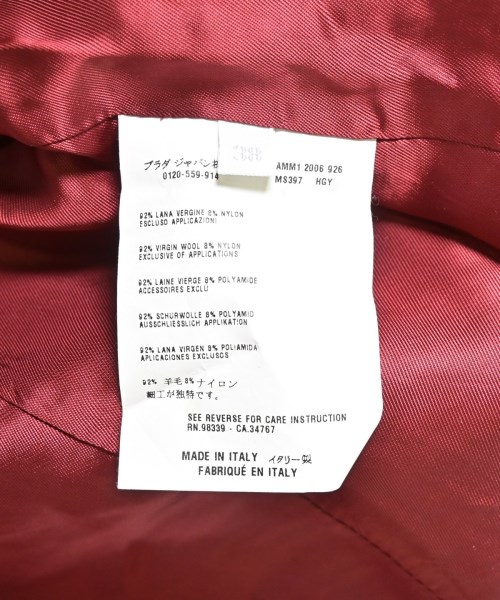 プラダ ジャパン AMM1 2006 926
0120-559-914 MS397 HGY
92% LANA VERGINE 8% NYLON
ESCLUSO APPLICAZIONI
92% VIRGIN WOOL 8% NYLON
EXCLUSIVE OF APPLICATIONS
92% LAINE VIERGE 8% POLYAMIDE
ACCESSOIRES EXCLU
92% SCHURWOLLE 8% POLYAMID
AUSSCHLIESSLICH APPLIKATION
92% LANA VIRGEN 8% POLIAMIDA
APLICACIONES EXCLUSOS
92% 羊毛 8% ナイロン
細工が独特です。
SEE REVERSE FOR CARE INSTRUCTION
RN.98339 - CA.34767
MADE IN ITALY イタリー製
FABRIQUÉ EN ITALY